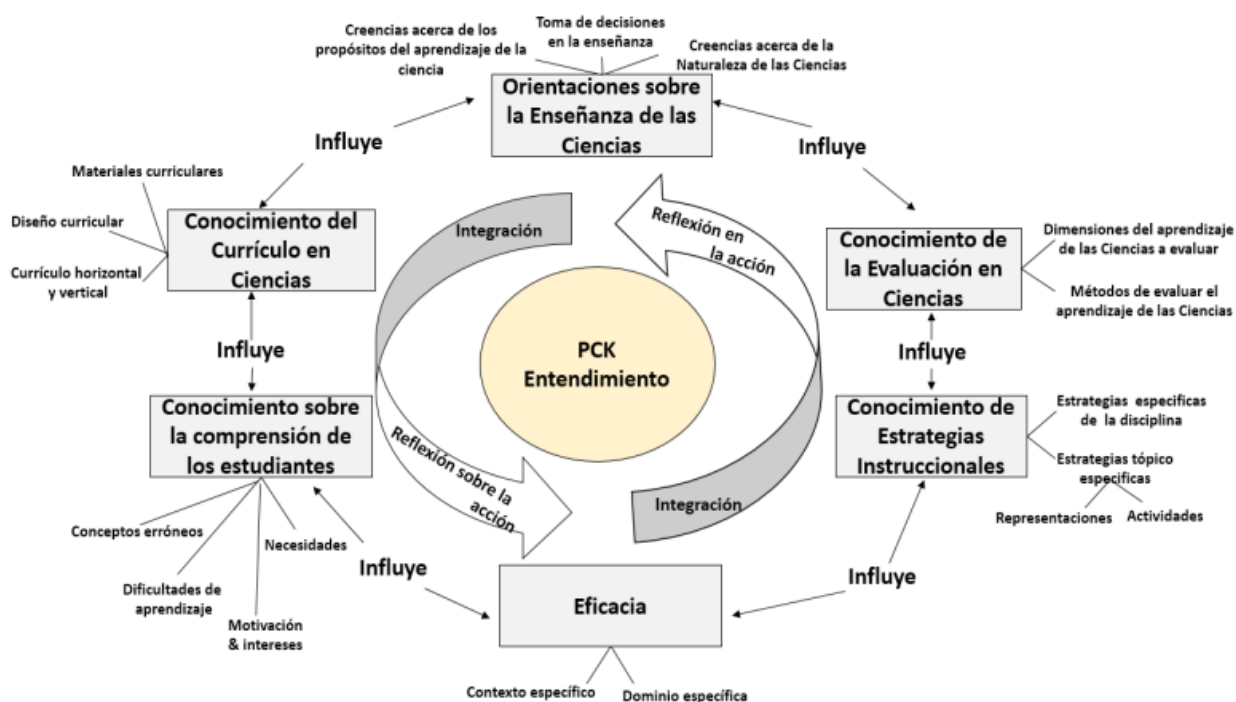 Creencias acerca de los
propósitos del aprendizaje de la
ciencia
Toma de decisiones
en la enseñanza
Creencias acerca de la
Naturaleza de las Ciencias
Orientaciones sobre
la Enseñanza de las
Ciencias
Influye
Influye
Materiales curriculares
Diseño curricular
Currículo horizontal
y vertical
Conocimiento del
Currículo en
Ciencias
Integración
Reflexión en
la acción
Conocimiento de
la Evaluación en
Ciencias
Dimensiones del aprendizaje
de las Ciencias a evaluar
Métodos de evaluar el
aprendizaje de las Ciencias
Influye
PCK
Entendimiento
Influye
Conocimiento sobre
la comprensión de
los estudiantes
Reflexión sobre la
acción
Integración
Conocimiento de
Estrategias
Instruccionales
Estrategias especificas
de la disciplina
Estrategias tópico
especificas
Representaciones
Actividades
Conceptos erróneos
Necesidades
Dificultades de
aprendizaje
Motivación
& intereses
Influye
Influye
Eficacia
Contexto específico
Dominio específica